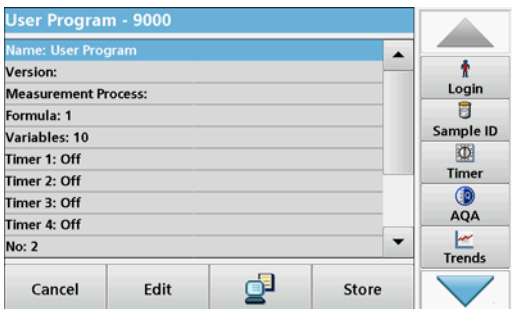 User Program - 9000
Name: User Program
Version:
Measurement Process:
Formula: 1
Variables: 10
Timer 1: Off
Timer 2: Off
Timer 3: Off
Timer 4: Off
No: 2
Cancel
Edit
Store
Login
Sample ID
Timer
AQA
Trends